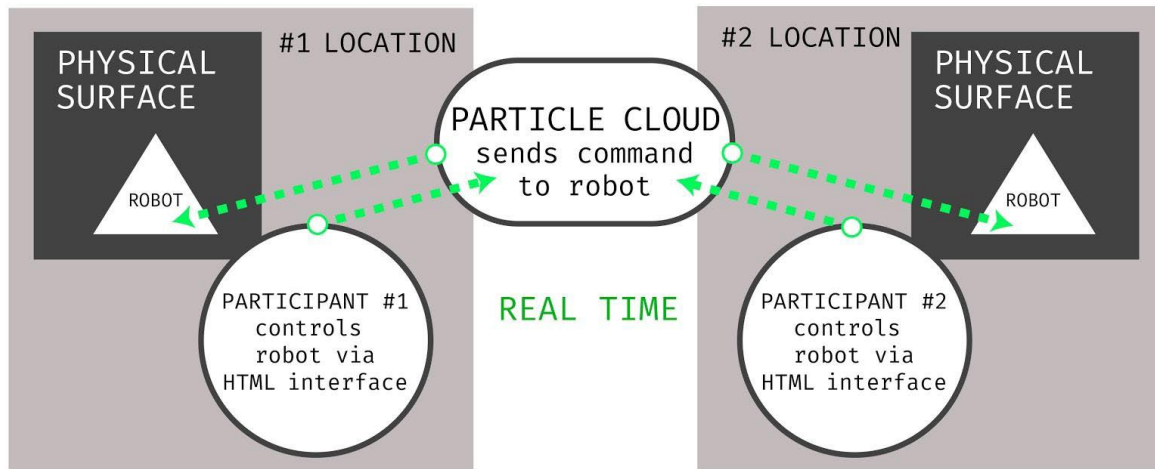 #1 LOCATION
PHYSICAL
SURFACE
ROBOT
PARTICLE CLOUD
sends command
to robot
#2 LOCATION
PHYSICAL
SURFACE
ROBOT
PARTICIPANT #1
controls
robot via
HTML interface
REAL TIME
PARTICIPANT #2
controls
robot via
HTML interface